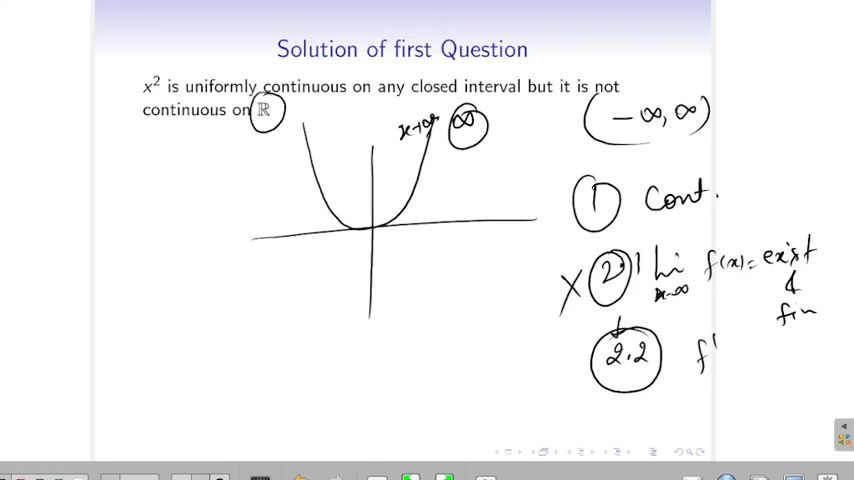 Solution of first Question
x² is uniformly continuous on any closed interval but it is not
continuous on ℝ
x→∞ ∞
(-∞, ∞)
① Cont.
X 2.1 lim f(x) = exist
x→∞ &
fin
2.2 f'